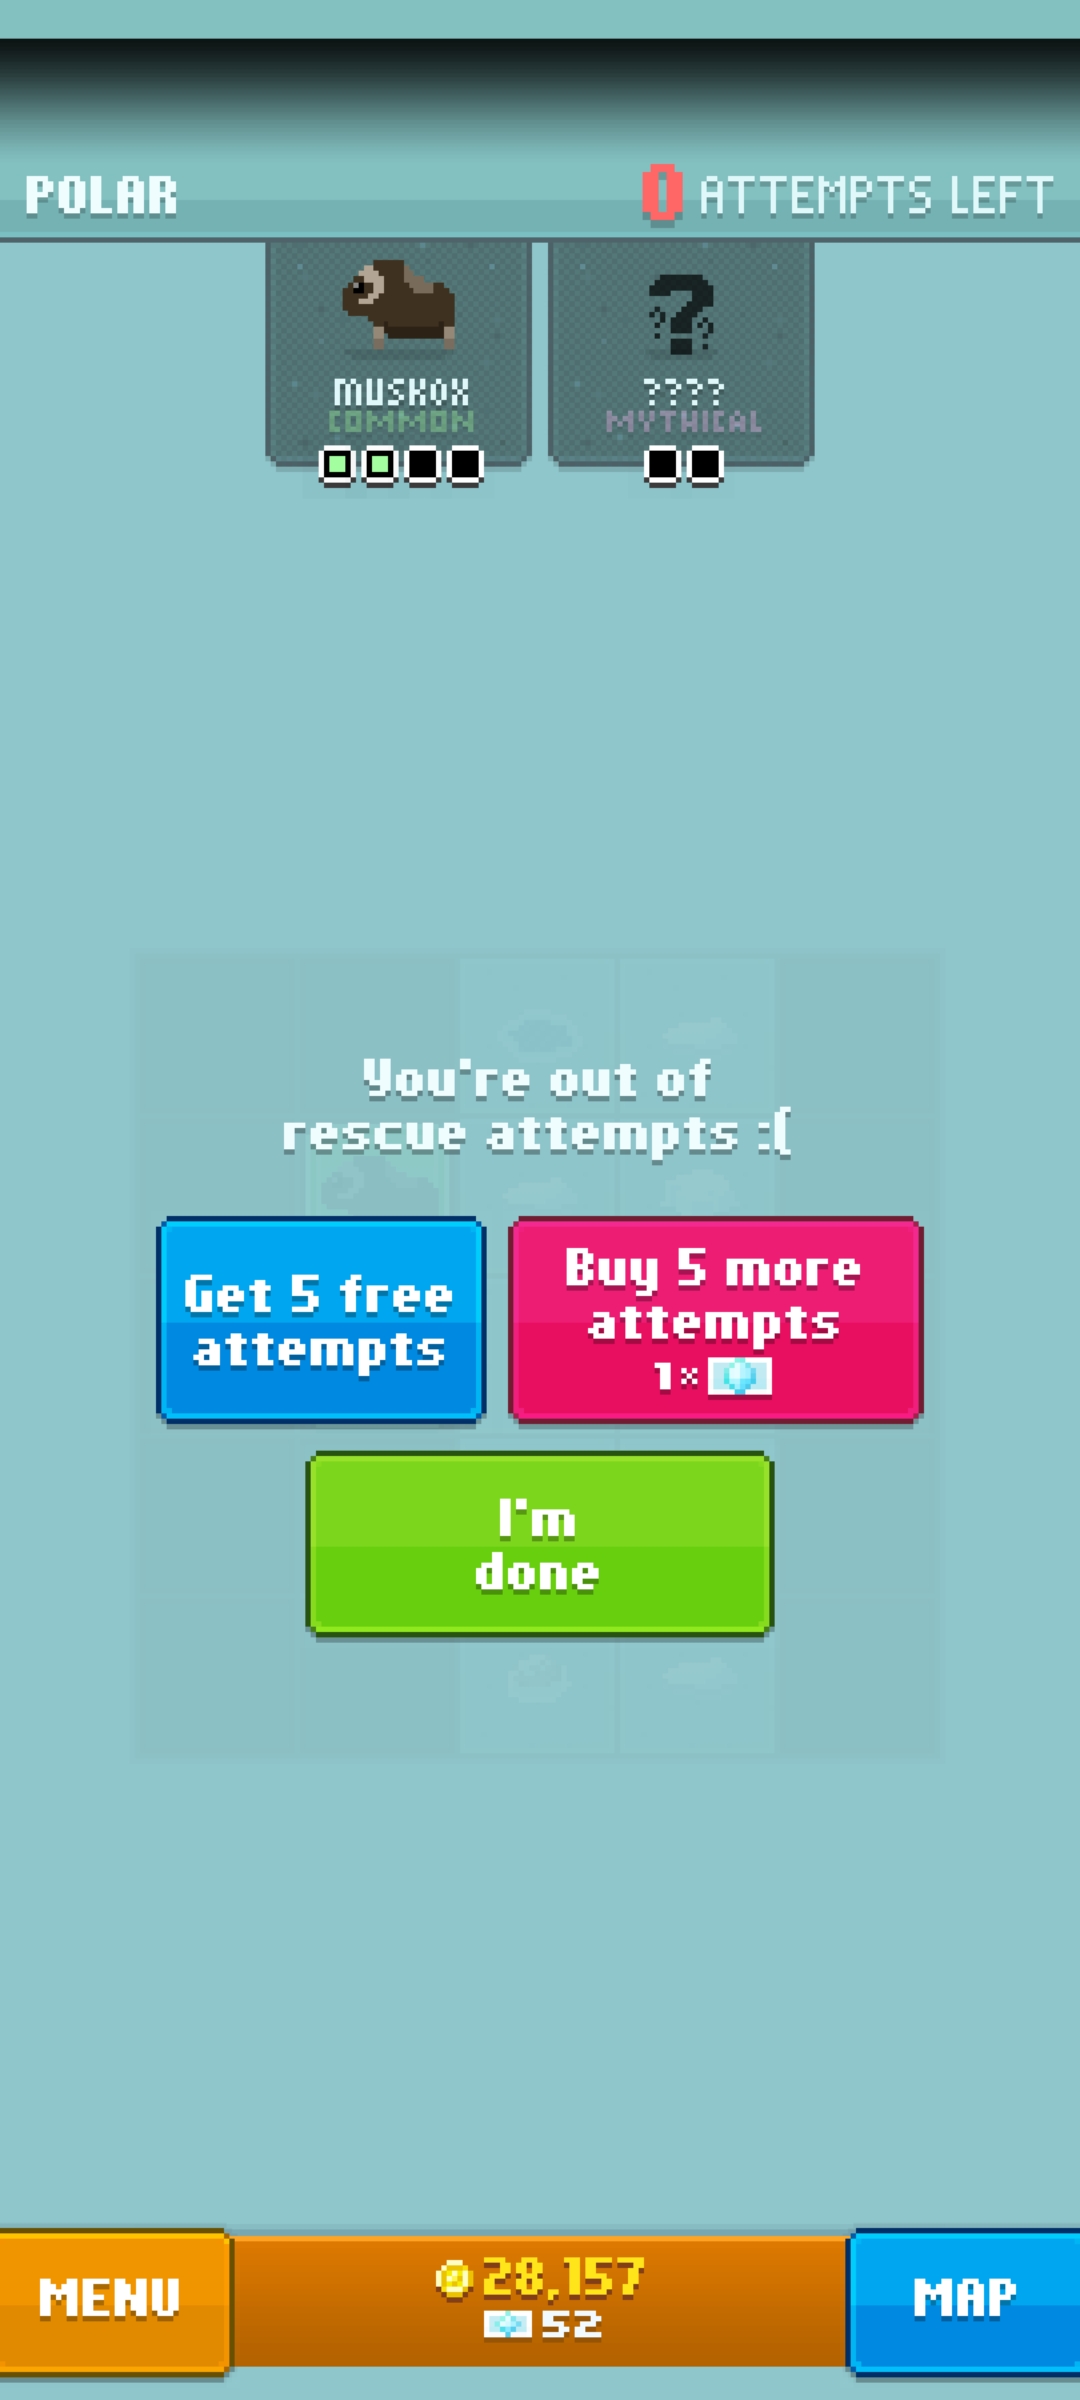 POLAR
0 ATTEMPTS LEFT
MUSKOX
COMMON
????
MYTHICAL
You're out of
rescue attempts :(
Get 5 free
attempts
Buy 5 more
attempts
1×
I'm
done
MENU
28,157
52
MAP